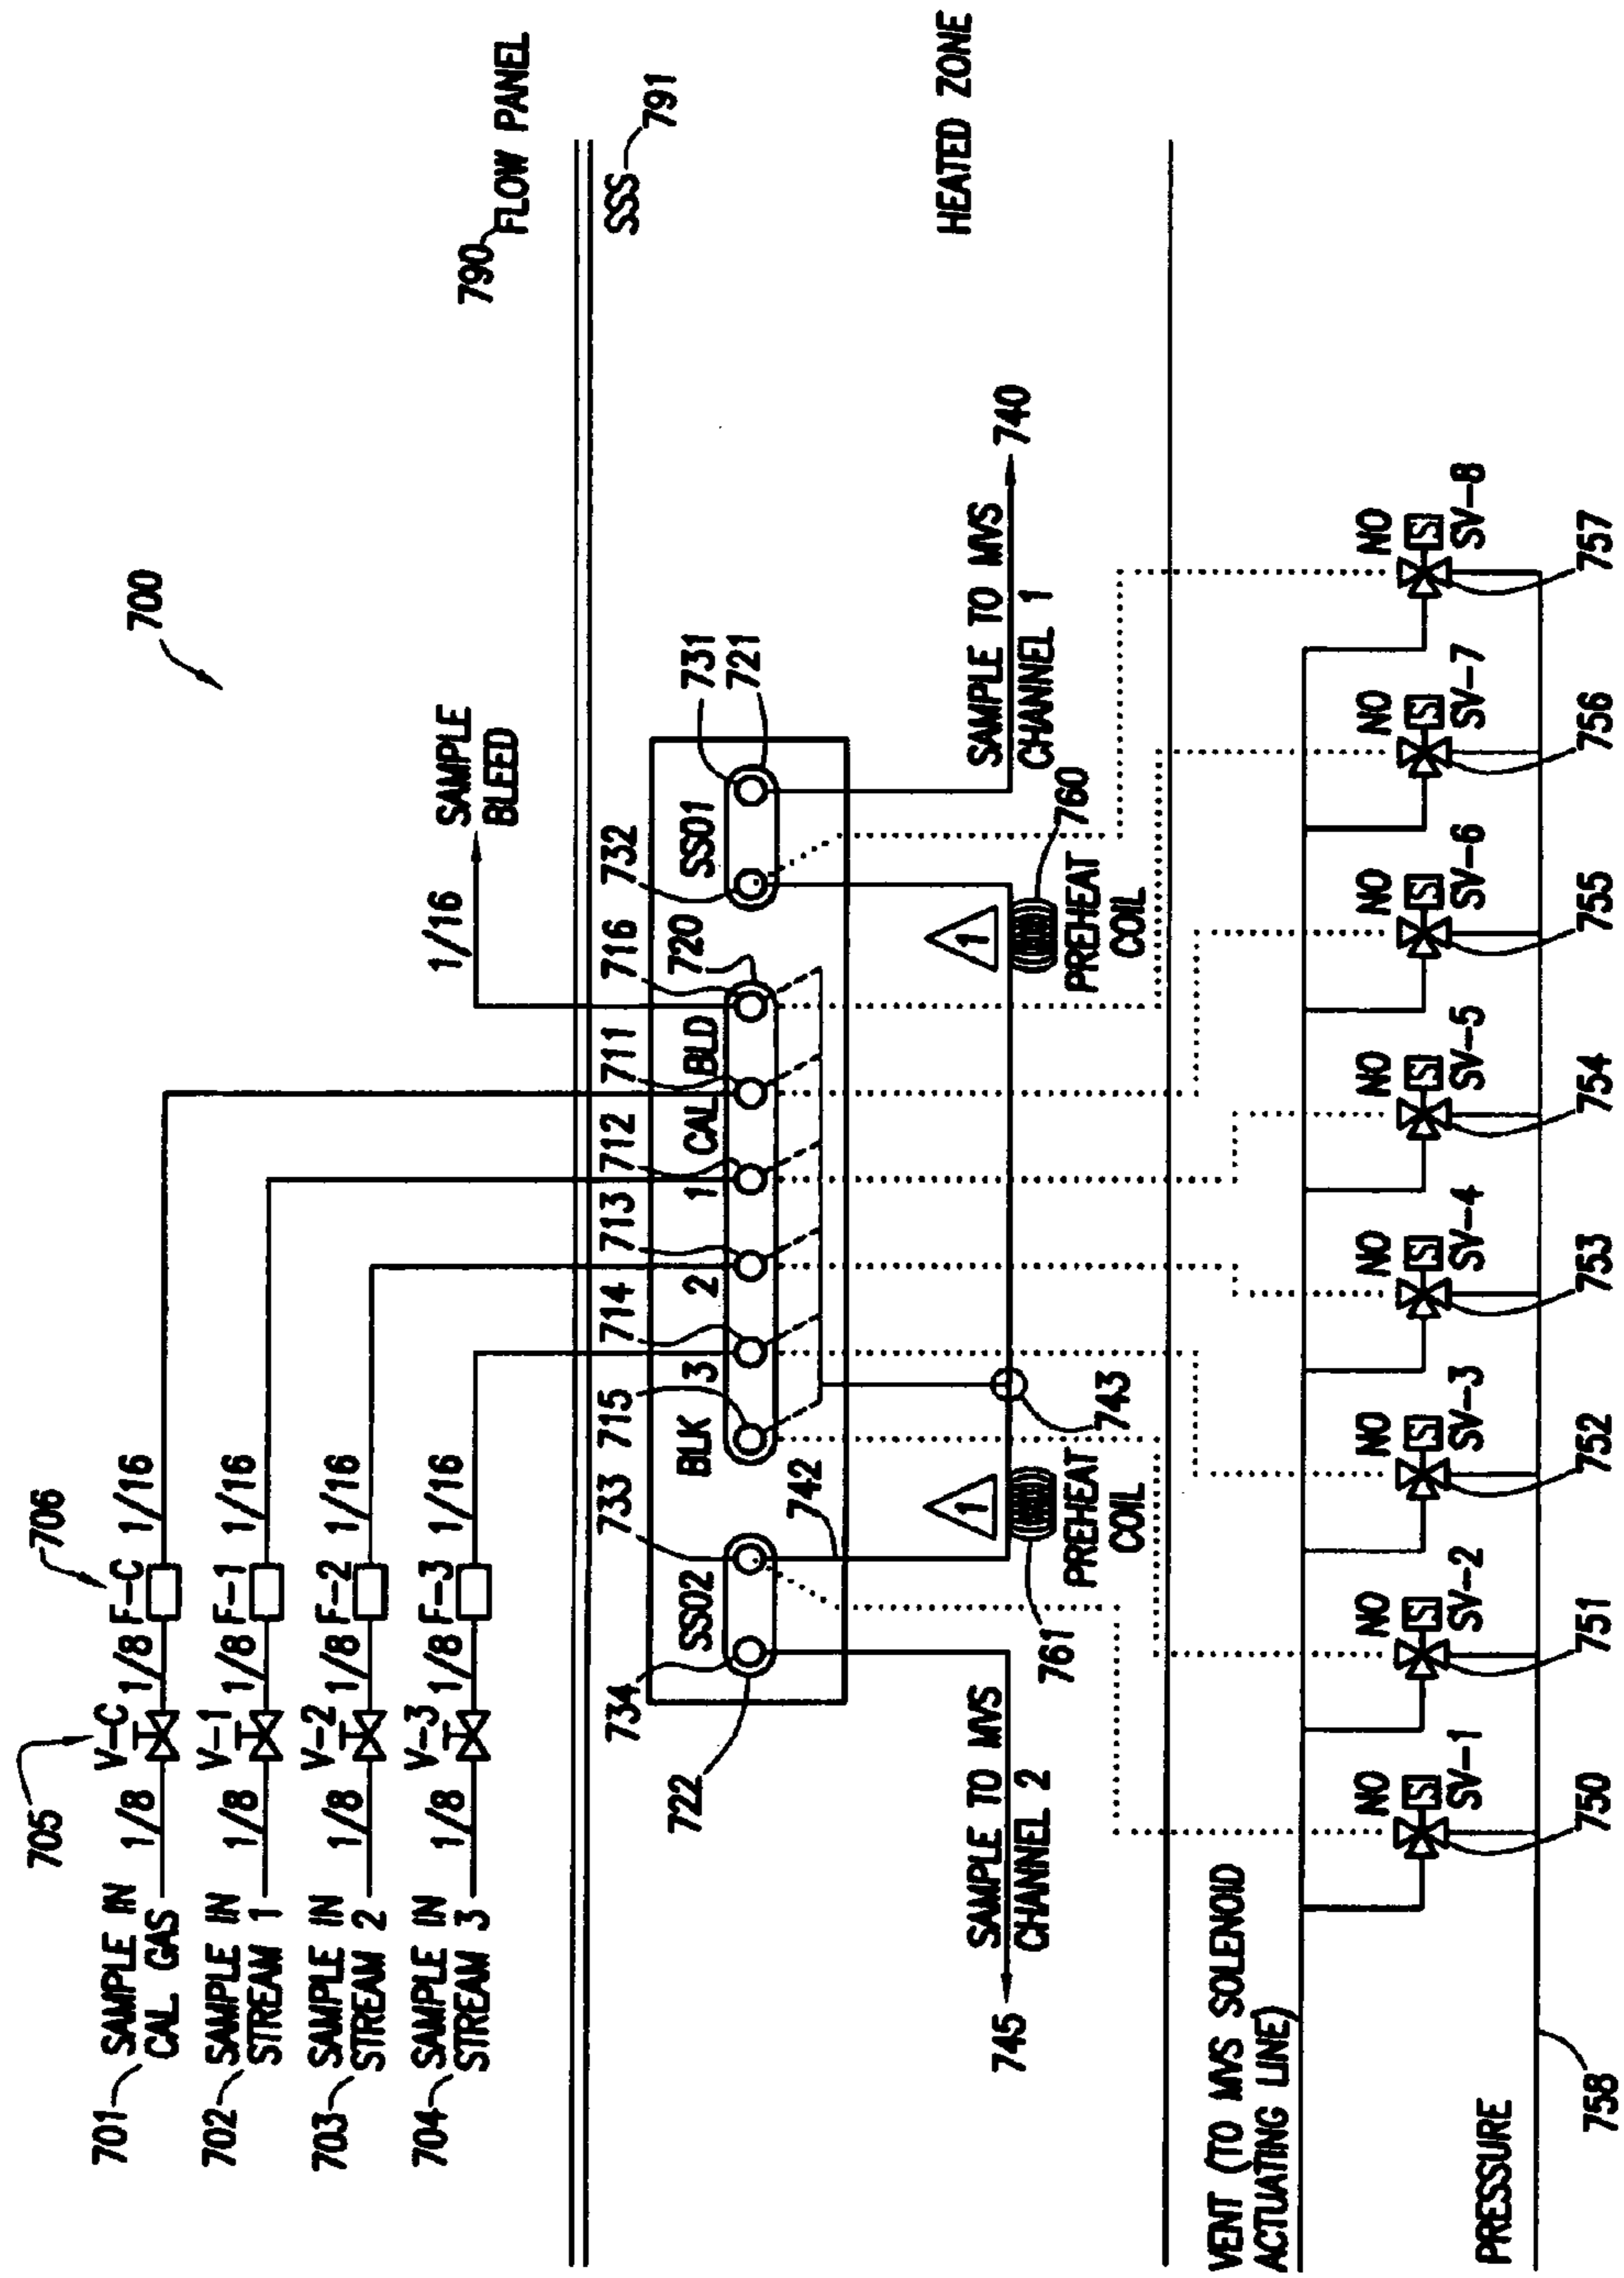 700
705
706
701
SAMPLE IN
CAL GAS
1/8
V-C
1/8
F-C
1/16
702
SAMPLE IN
STREAM 1
1/8
V-1
1/8
F-1
1/16
703
SAMPLE IN
STREAM 2
1/8
V-2
1/8
F-2
1/16
704
SAMPLE IN
STREAM 3
1/8
V-3
1/8
F-3
1/16
1/16
SAMPLE
BLEED
790
FLOW PANEL
SSS
791
734
733
715
714
713
712
711
716
720
732
731
721
SSO2
BLK
3
2
1
CAL
BLD
SSO1
722
742
1
1
761
PREHEAT
COIL
743
PREHEAT
COIL
760
745
SAMPLE TO MVS
CHANNEL 2
SAMPLE TO MVS
CHANNEL 1
740
HEATED ZONE
VENT (TO MVS SOLENOID
ACTUATING LINE)
NO
NO
NO
NO
NO
NO
NO
NO
S
S
S
S
S
S
S
S
SV-1
SV-2
SV-3
SV-4
SV-5
SV-6
SV-7
SV-8
PRESSURE
758
750
751
752
753
754
755
756
757